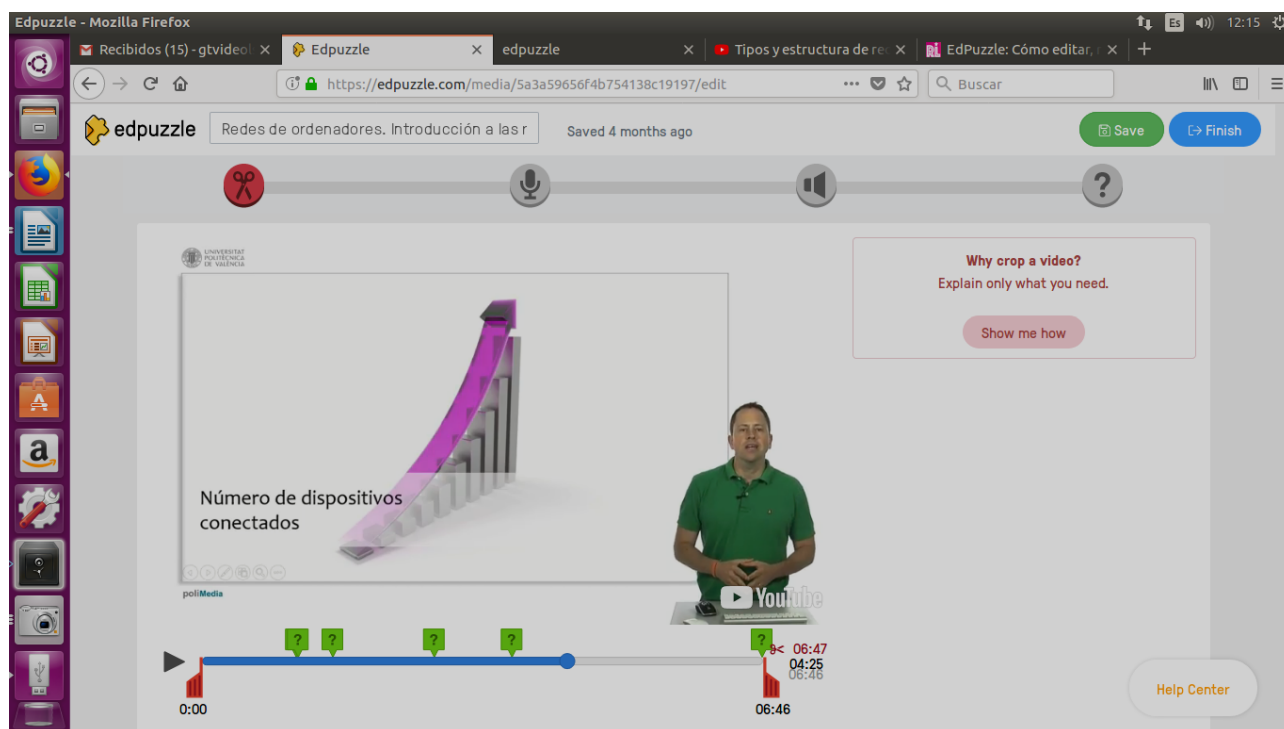 Edpuzzle - Mozilla Firefox
Es
12:15
Recibidos (15) - gtvideol
Edpuzzle
edpuzzle
Tipos y estructura de rec
EdPuzzle: Cómo editar,
https://edpuzzle.com/media/5a3a59656f4b754138c19197/edit
Buscar
edpuzzle
Redes de ordenadores. Introducción a las r
Saved 4 months ago
Save
Finish
?
UNIVERSITAT
POLITÈCNICA
DE VALÈNCIA
Why crop a video?
Explain only what you need.
Show me how
Número de dispositivos
conectados
poliMedia
YouTube
? ? ? ? ?
06:47
04:25
06:46
0:00
06:46
Help Center